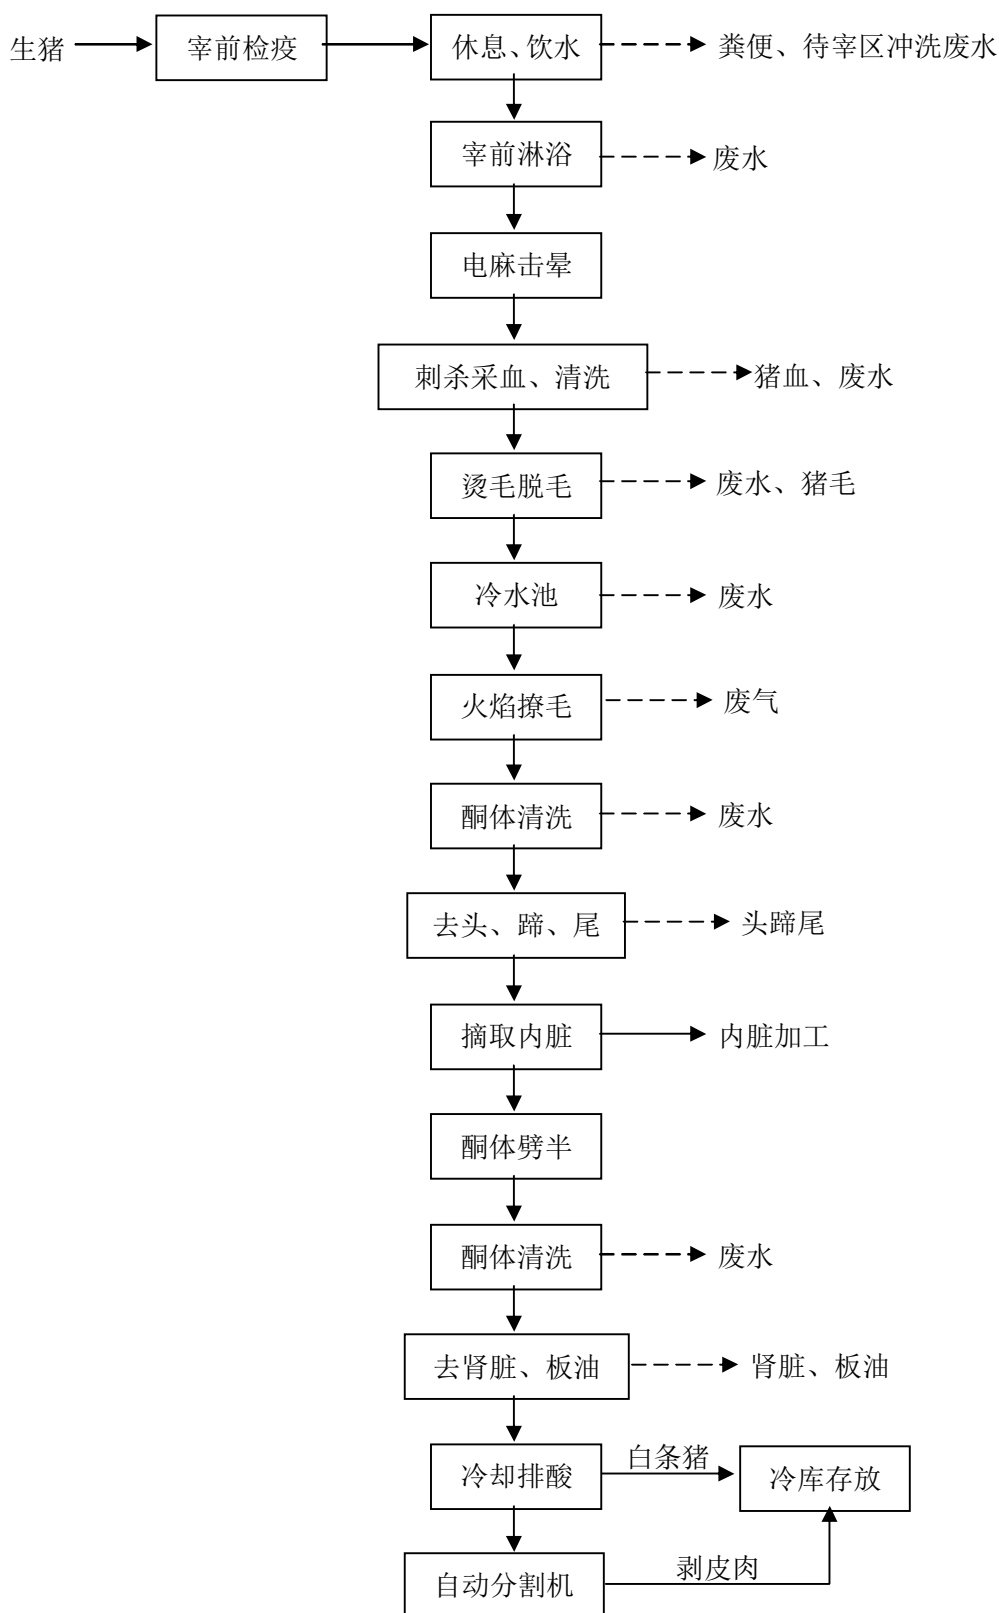 生猪 宰前检疫 休息、饮水 粪便、待宰区冲洗废水
宰前淋浴 废水
电麻击晕
刺杀采血、清洗 猪血、废水
烫毛脱毛 废水、猪毛
冷水池 废水
火焰撩毛 废气
酮体清洗 废水
去头、蹄、尾 头蹄尾
摘取内脏 内脏加工
酮体劈半
酮体清洗 废水
去肾脏、板油 肾脏、板油
白条猪
冷却排酸 冷库存放
剥皮肉
自动分割机